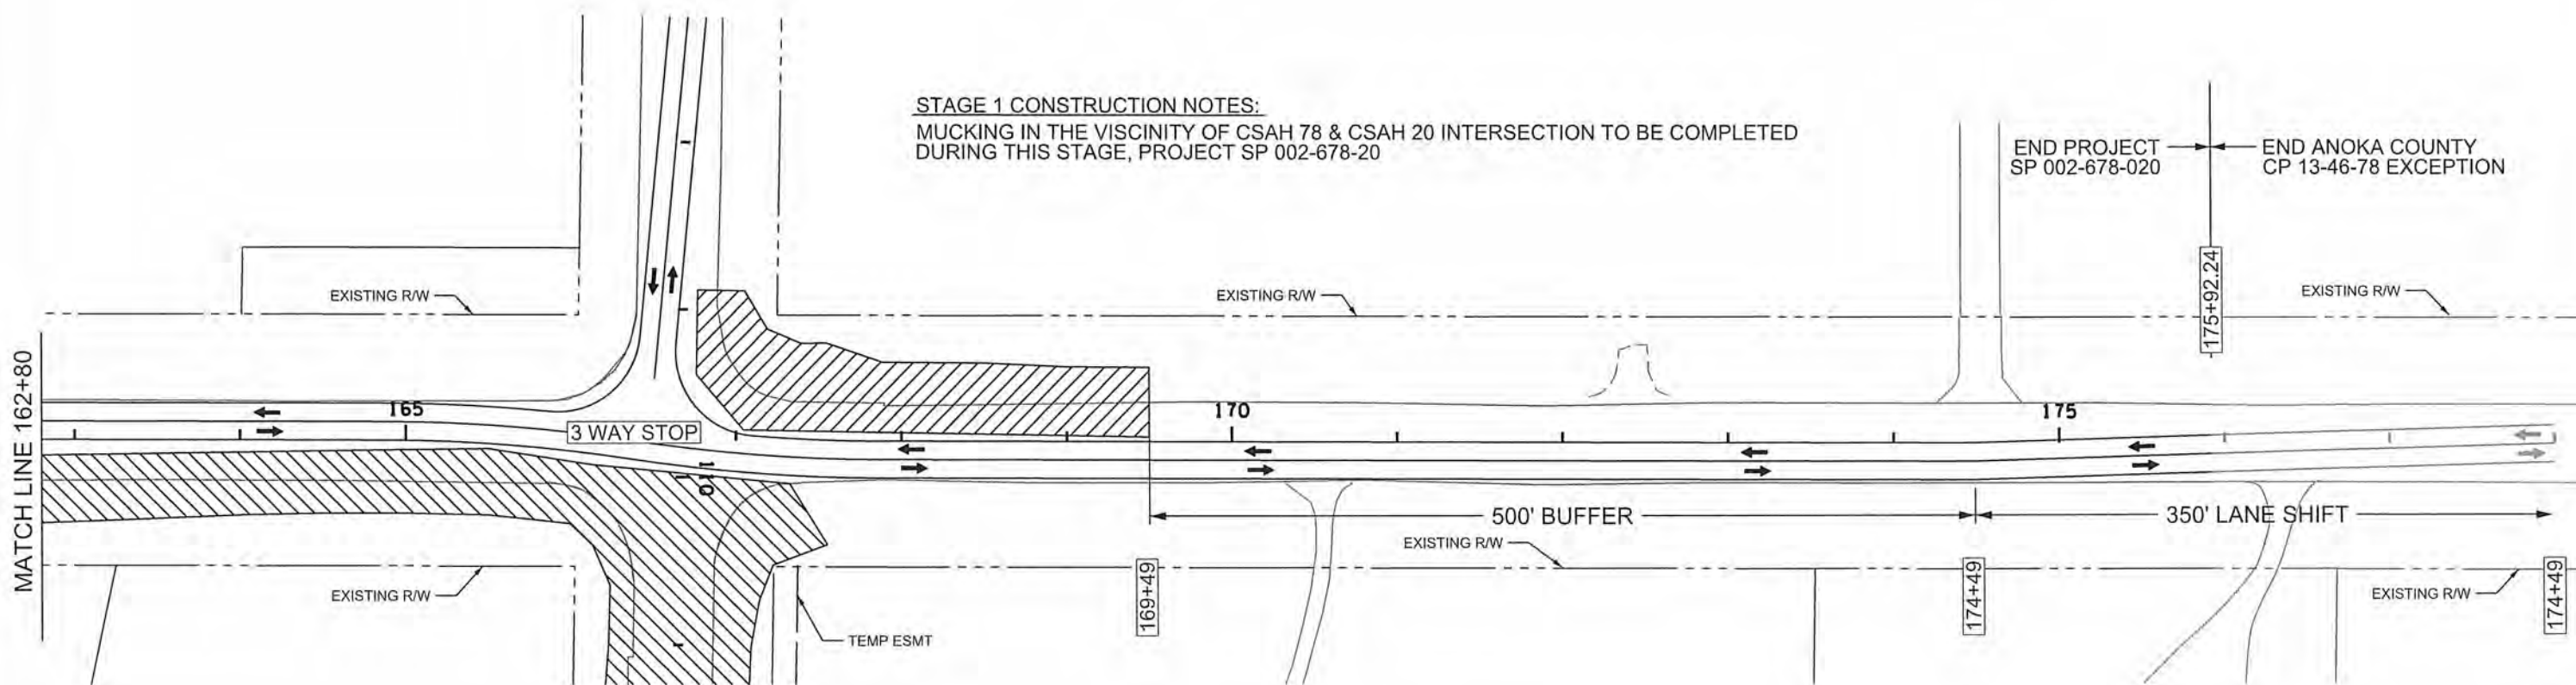 STAGE 1 CONSTRUCTION NOTES:
MUCKING IN THE VISCINITY OF CSAH 78 & CSAH 20 INTERSECTION TO BE COMPLETED
DURING THIS STAGE, PROJECT SP 002-678-20
END PROJECT
SP 002-678-020
END ANOKA COUNTY
CP 13-46-78 EXCEPTION
175+92.24
EXISTING R/W
EXISTING R/W
EXISTING R/W
MATCH LINE 162+80
165
3 WAY STOP
170
175
500' BUFFER
350' LANE SHIFT
EXISTING R/W
EXISTING R/W
EXISTING R/W
TEMP ESMT
169+49
174+49
174+49